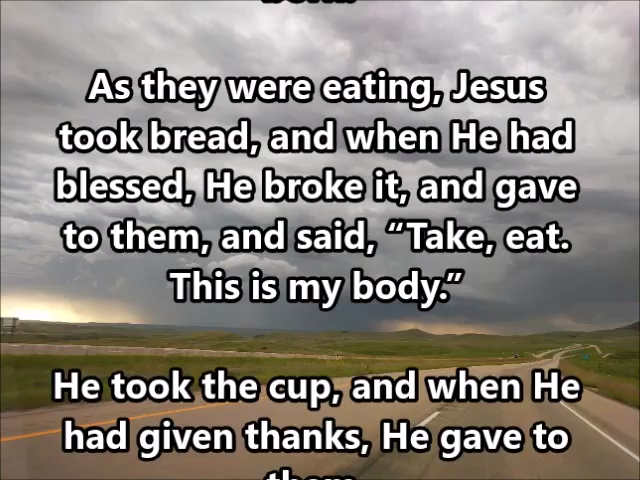 As they were eating, Jesus
took bread, and when He had
blessed, He broke it, and gave
to them, and said, “Take, eat.
This is my body.”
He took the cup, and when He
had given thanks, He gave to
them